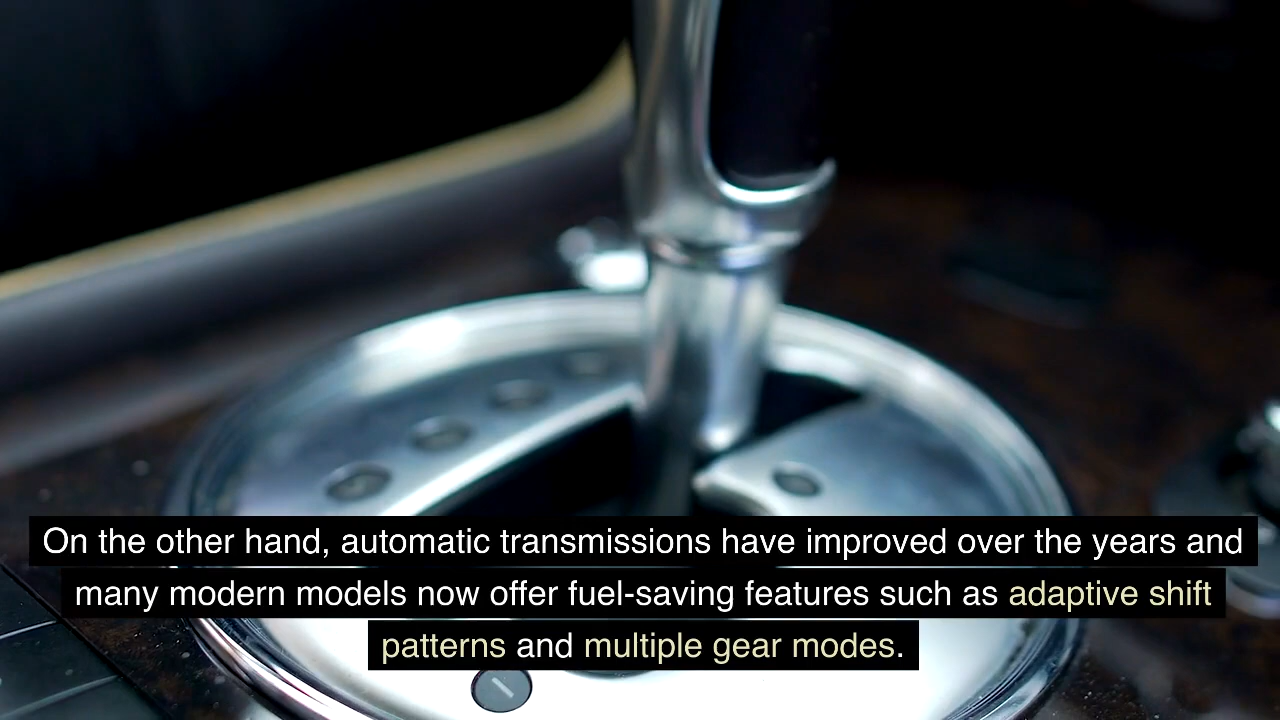 On the other hand, automatic transmissions have improved over the years and
many modern models now offer fuel-saving features such as adaptive shift
patterns and multiple gear modes.